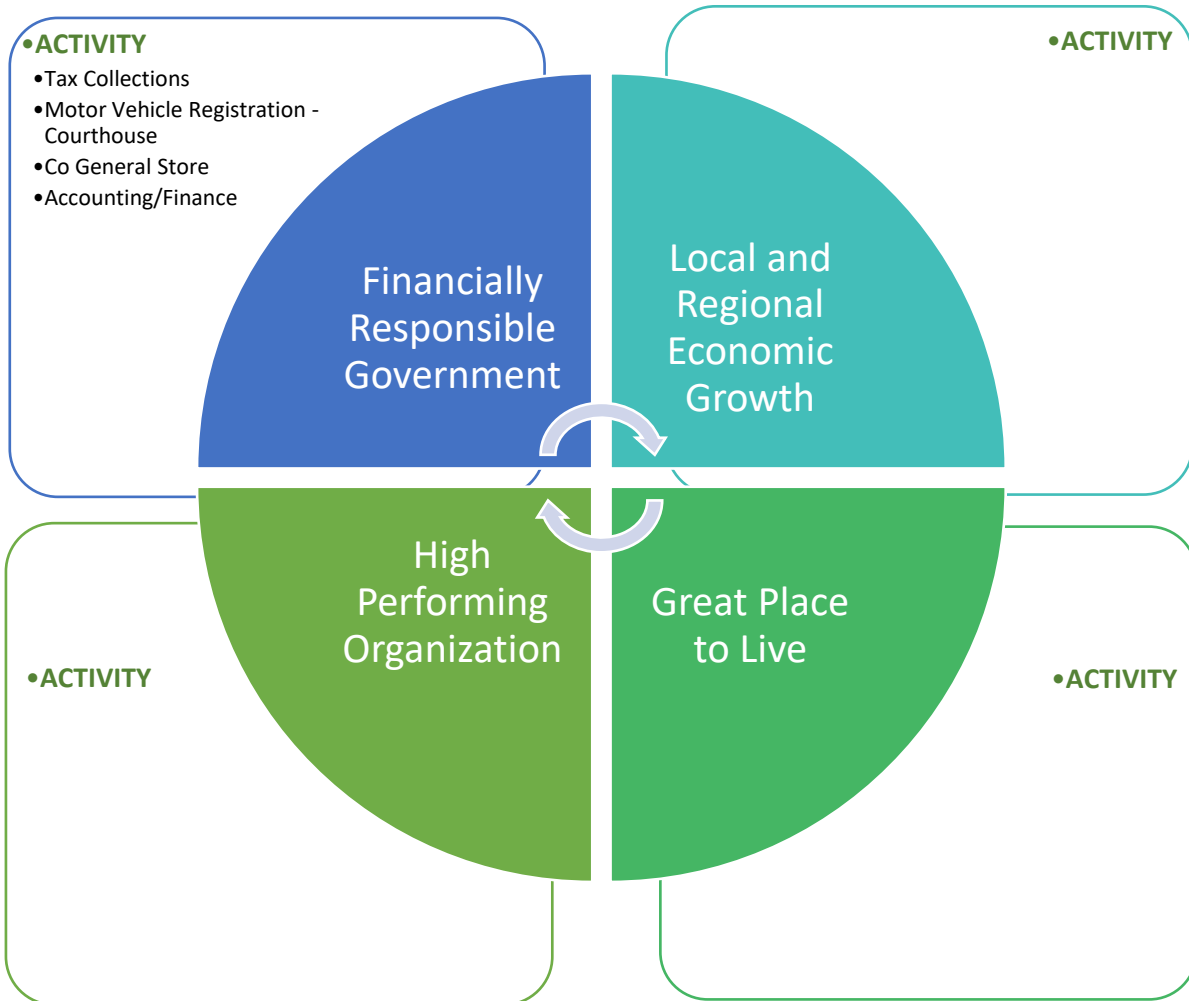 •ACTIVITY
•Tax Collections
•Motor Vehicle Registration -
Courthouse
•Co General Store
•Accounting/Finance
•ACTIVITY
Financially
Responsible
Government
Local and
Regional
Economic
Growth
High
Performing
Organization
Great Place
to Live
•ACTIVITY
•ACTIVITY